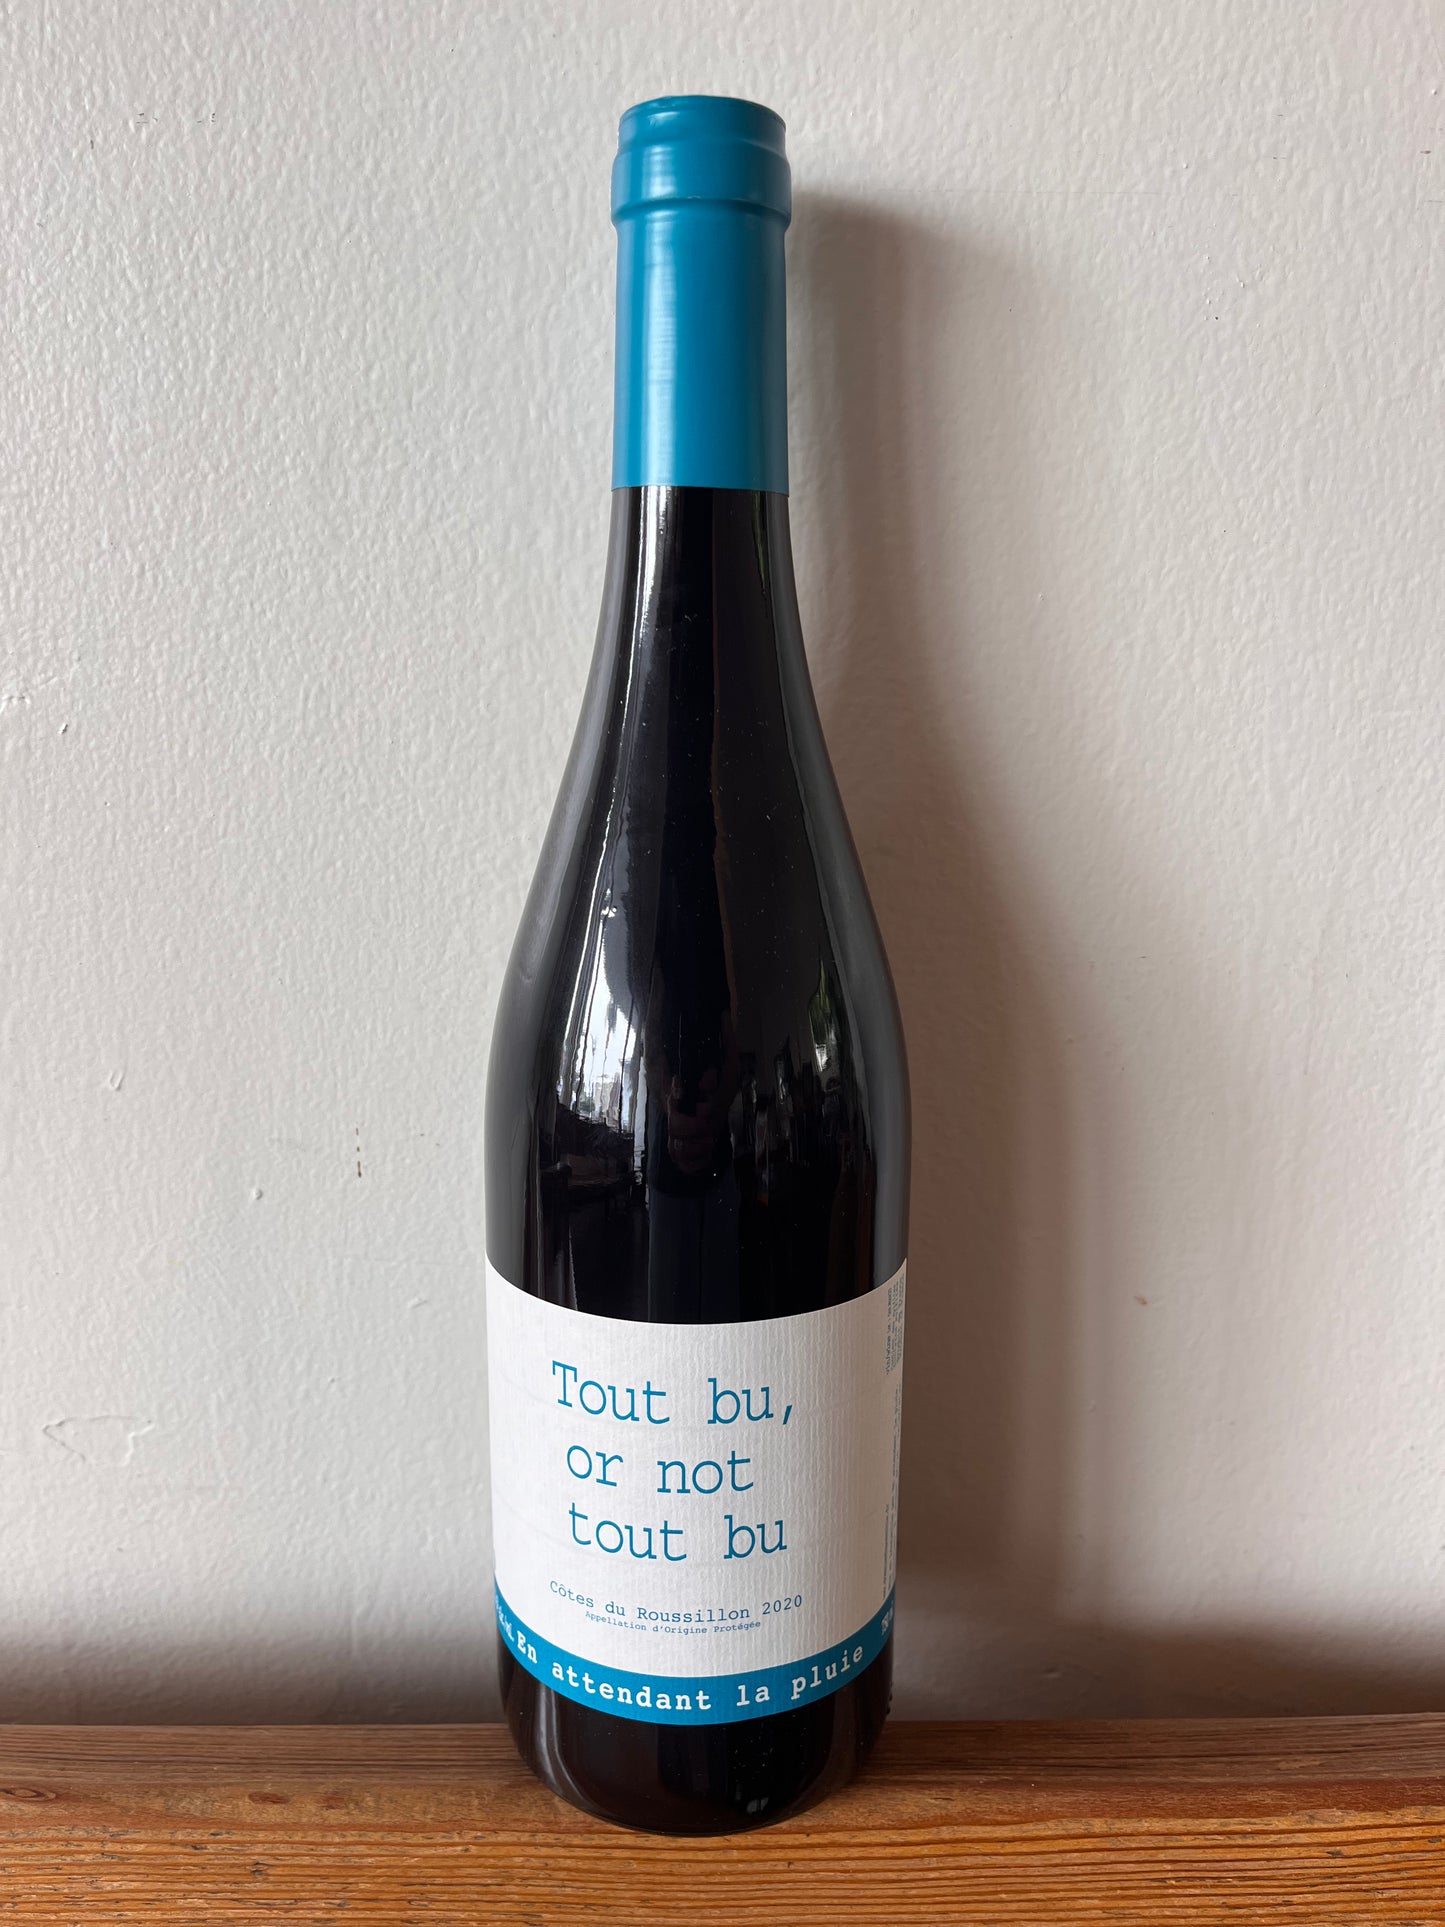 Tout bu,
or not
tout bu
Côtes du Roussillon 2020
Appellation d'Origine Protégée
En attendant la pluie